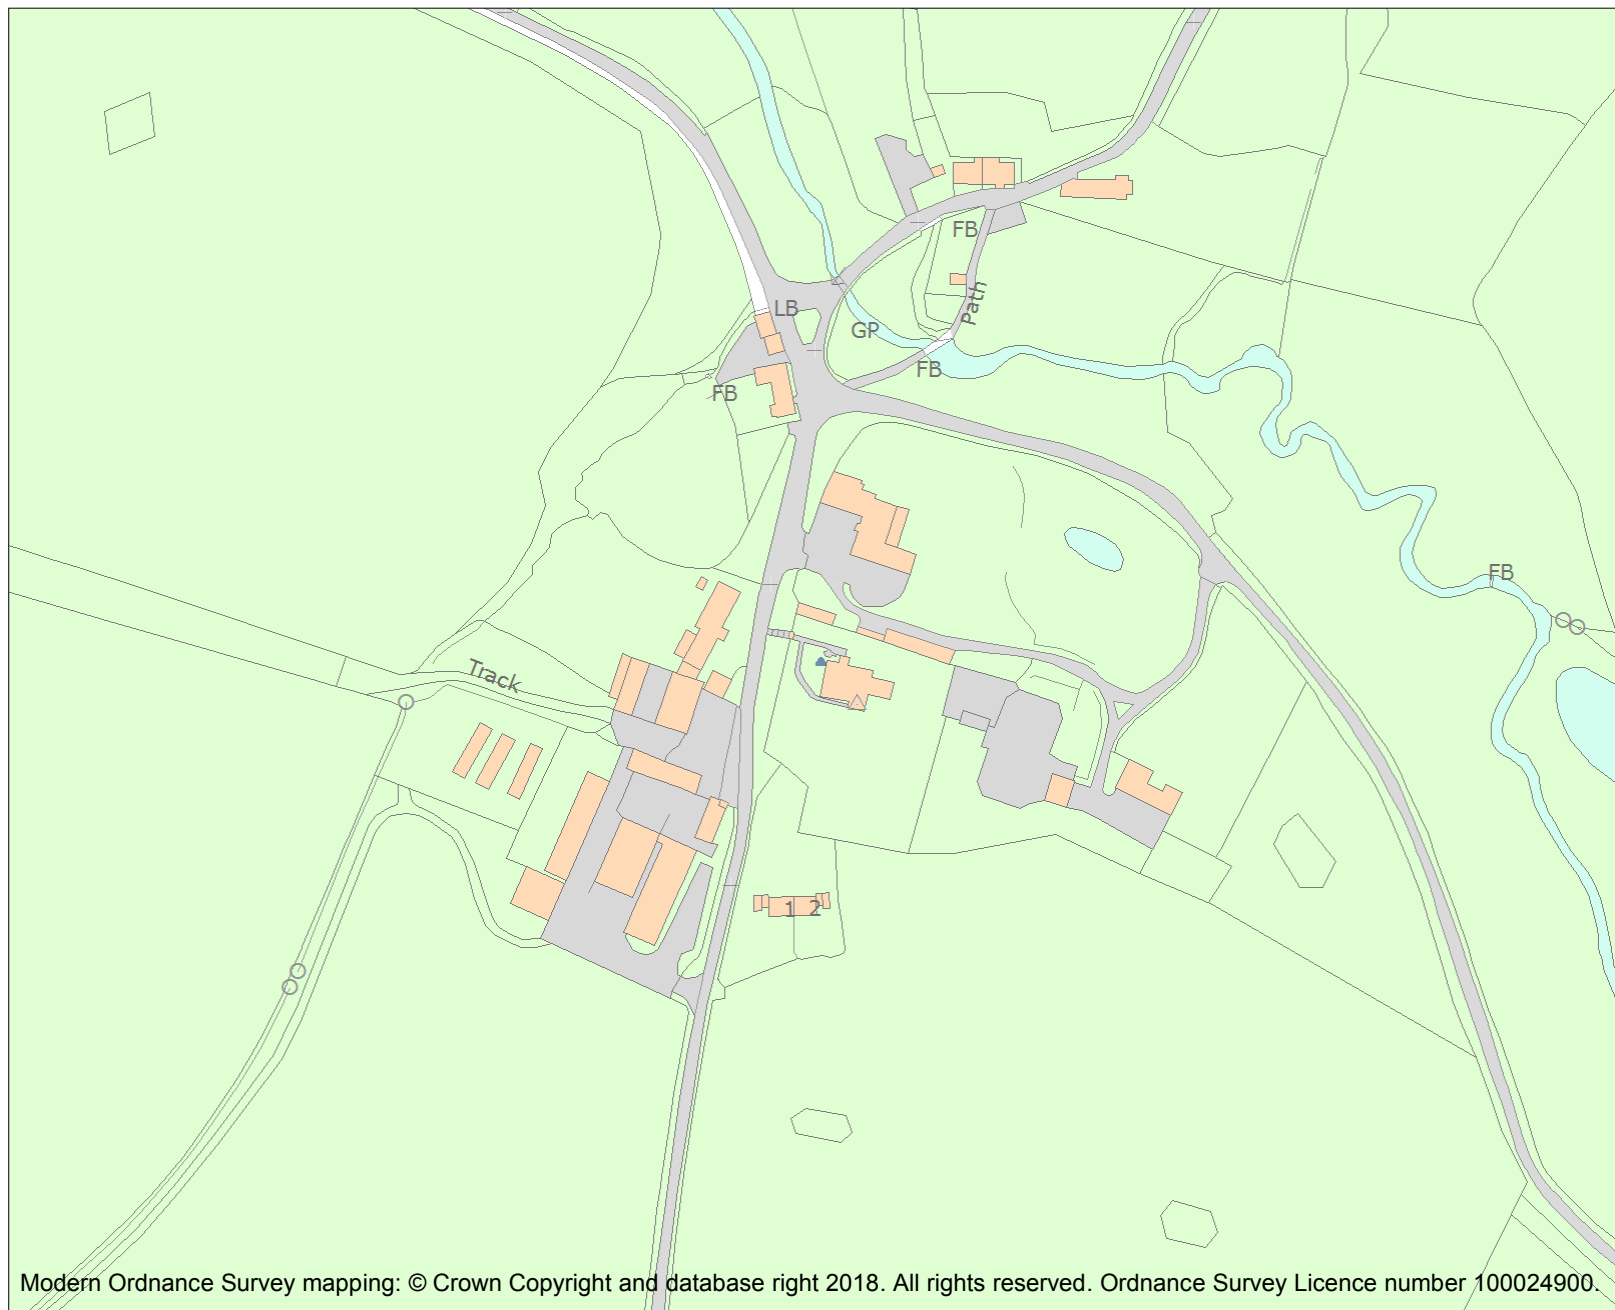 FB
Path
LB
GP
FB
FB
FB
Track
1 2
Modern Ordnance Survey mapping: © Crown Copyright and database right 2018. All rights reserved. Ordnance Survey Licence number 100024900.